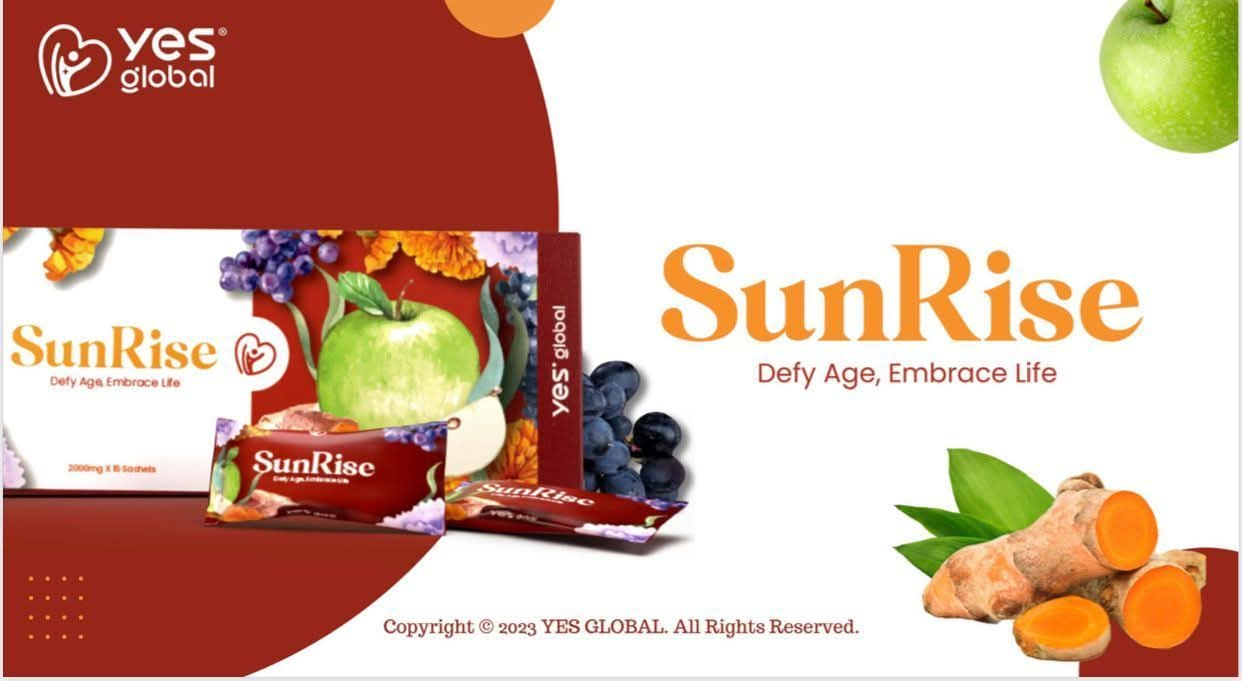 yes®
global
SunRise
Defy Age, Embrace Life
2000mg X 15 Sachets
yes® global
SunRise
Defy Age, Embrace Life
SunRise
SunRise
Defy Age, Embrace Life
Copyright © 2023 YES GLOBAL. All Rights Reserved.